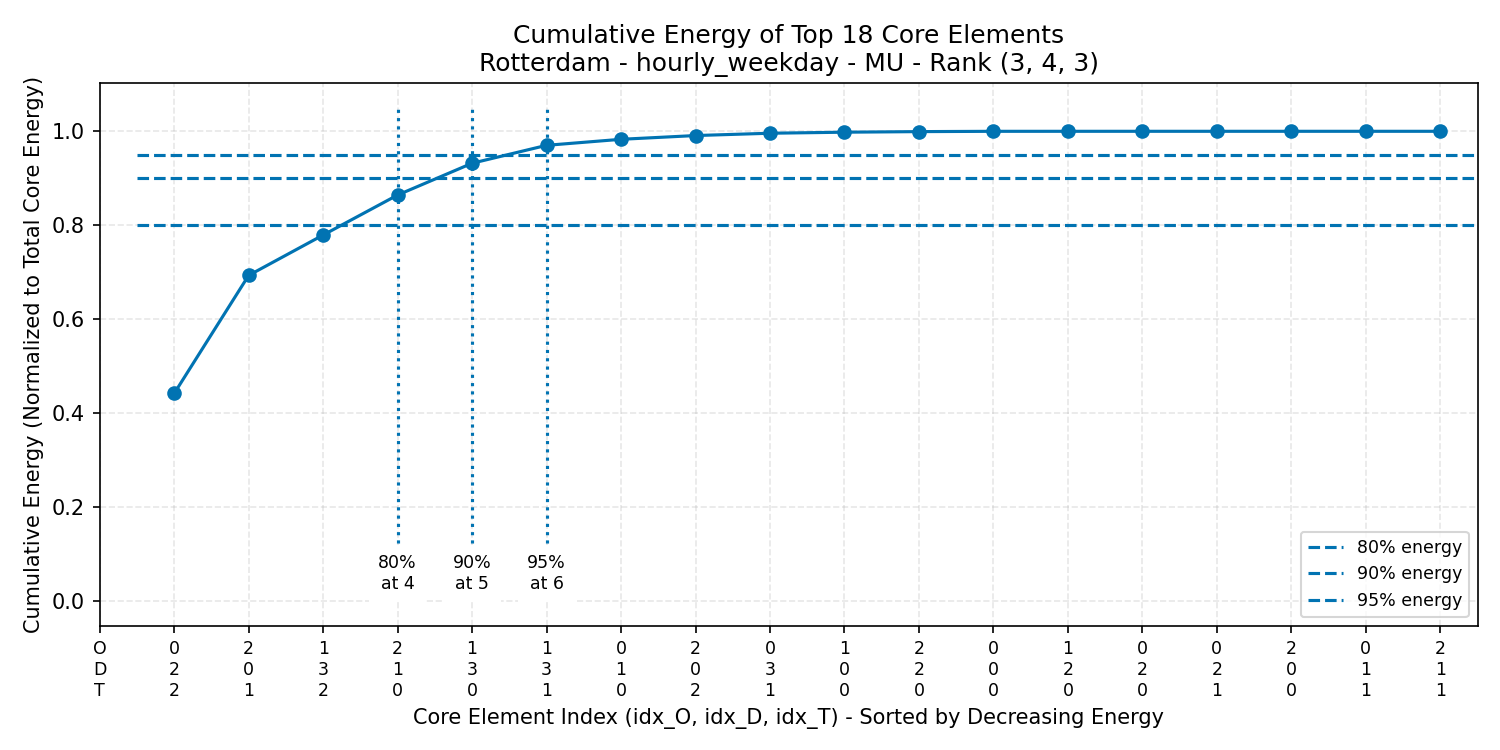 Cumulative Energy of Top 18 Core Elements
Rotterdam - hourly_weekday - MU - Rank (3, 4, 3)
Cumulative Energy (Normalized to Total Core Energy)
1.0
0.8
0.6
0.4
0.2
0.0
80% 90% 95%
at 4 at 5 at 6
80% energy
90% energy
95% energy
O 0 2 1 2 1 1 0 2 0 1 2 0 1 0 0 2 0 2
D 2 0 3 1 3 3 1 0 3 0 2 0 2 2 2 0 1 1
T 2 1 2 0 0 1 0 2 1 0 0 0 0 0 1 0 1 1
Core Element Index (idx_O, idx_D, idx_T) - Sorted by Decreasing Energy